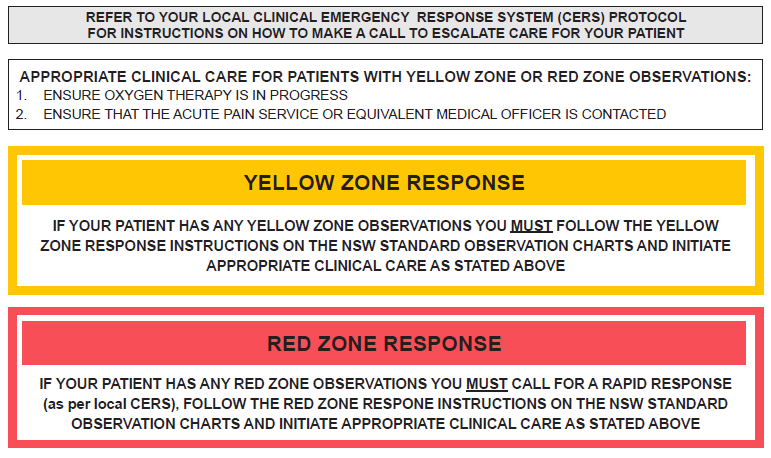 REFER TO YOUR LOCAL CLINICAL EMERGENCY RESPONSE SYSTEM (CERS) PROTOCOL
FOR INSTRUCTIONS ON HOW TO MAKE A CALL TO ESCALATE CARE FOR YOUR PATIENT
APPROPRIATE CLINICAL CARE FOR PATIENTS WITH YELLOW ZONE OR RED ZONE OBSERVATIONS:
1. ENSURE OXYGEN THERAPY IS IN PROGRESS
2. ENSURE THAT THE ACUTE PAIN SERVICE OR EQUIVALENT MEDICAL OFFICER IS CONTACTED
YELLOW ZONE RESPONSE
IF YOUR PATIENT HAS ANY YELLOW ZONE OBSERVATIONS YOU MUST FOLLOW THE YELLOW
ZONE RESPONSE INSTRUCTIONS ON THE NSW STANDARD OBSERVATION CHARTS AND INITIATE
APPROPRIATE CLINICAL CARE AS STATED ABOVE
RED ZONE RESPONSE
IF YOUR PATIENT HAS ANY RED ZONE OBSERVATIONS YOU MUST CALL FOR A RAPID RESPONSE
(as per local CERS), FOLLOW THE RED ZONE RESPONE INSTRUCTIONS ON THE NSW STANDARD
OBSERVATION CHARTS AND INITIATE APPROPRIATE CLINICAL CARE AS STATED ABOVE